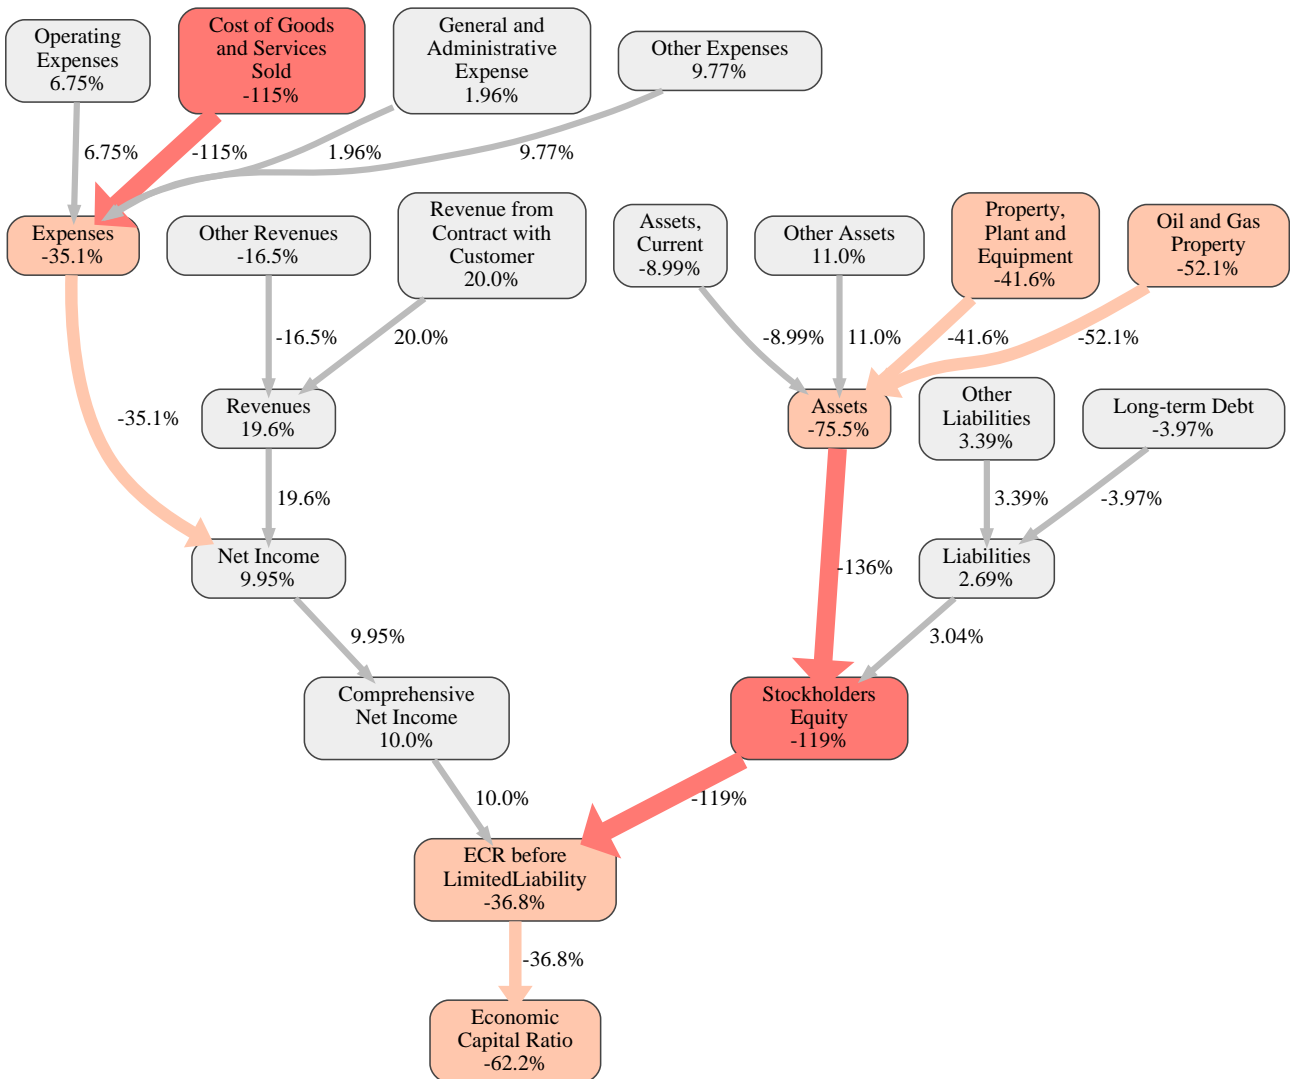 Operating
Expenses
6.75%
Cost of Goods
and Services
Sold
-115%
General and
Administrative
Expense
1.96%
Other Expenses
9.77%
6.75%
-115%
1.96%
9.77%
Expenses
-35.1%
Other Revenues
-16.5%
Revenue from
Contract with
Customer
20.0%
Assets,
Current
-8.99%
Other Assets
11.0%
Property,
Plant and
Equipment
-41.6%
Oil and Gas
Property
-52.1%
-16.5%
20.0%
-8.99%
11.0%
-41.6%
-52.1%
-35.1%
Revenues
19.6%
Assets
-75.5%
Other
Liabilities
3.39%
Long-term Debt
-3.97%
19.6%
3.39%
-3.97%
Net Income
9.95%
-136%
Liabilities
2.69%
9.95%
3.04%
Comprehensive
Net Income
10.0%
Stockholders
Equity
-119%
10.0%
-119%
ECR before
LimitedLiability
-36.8%
-36.8%
Economic
Capital Ratio
-62.2%